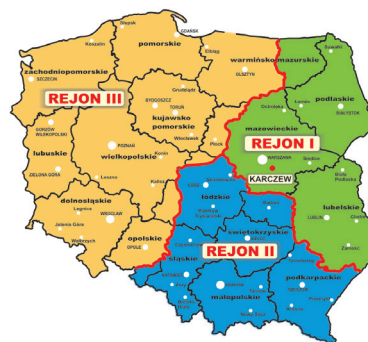 Słupsk
GDAŃSK
Koszalin
pomorskie
Elbląg
warmińsko-mazurskie
Suwałki
zachodniopomorskie
SZCZECIN
OLSZTYN
Grudziądz
podlaskie
REJON III
BYDGOSZCZ
TORUŃ
Łomża
BIAŁYSTOK
Ostrołęka
kujawsko
pomorskie
GORZÓW
WIELKOPOLSKI
Włocławek
mazowieckie
Płock
POZNAŃ
REJON I
lubuskie
wielkopolskie
Konin
WARSZAWA
Siedlce
ZIELONA GÓRA
KARCZEW
Biała
Podlaska
Leszno
Kalisz
ŁÓDŹ
łódzkie
dolnośląskie
Legnica
WROCŁAW
lubelskie
LUBLIN
Jelenia
Góra
Wałbrzych
opolskie
OPOLE
świętokrzyskie
Zamość
REJON II
śląskie
podkarpackie
małopolskie